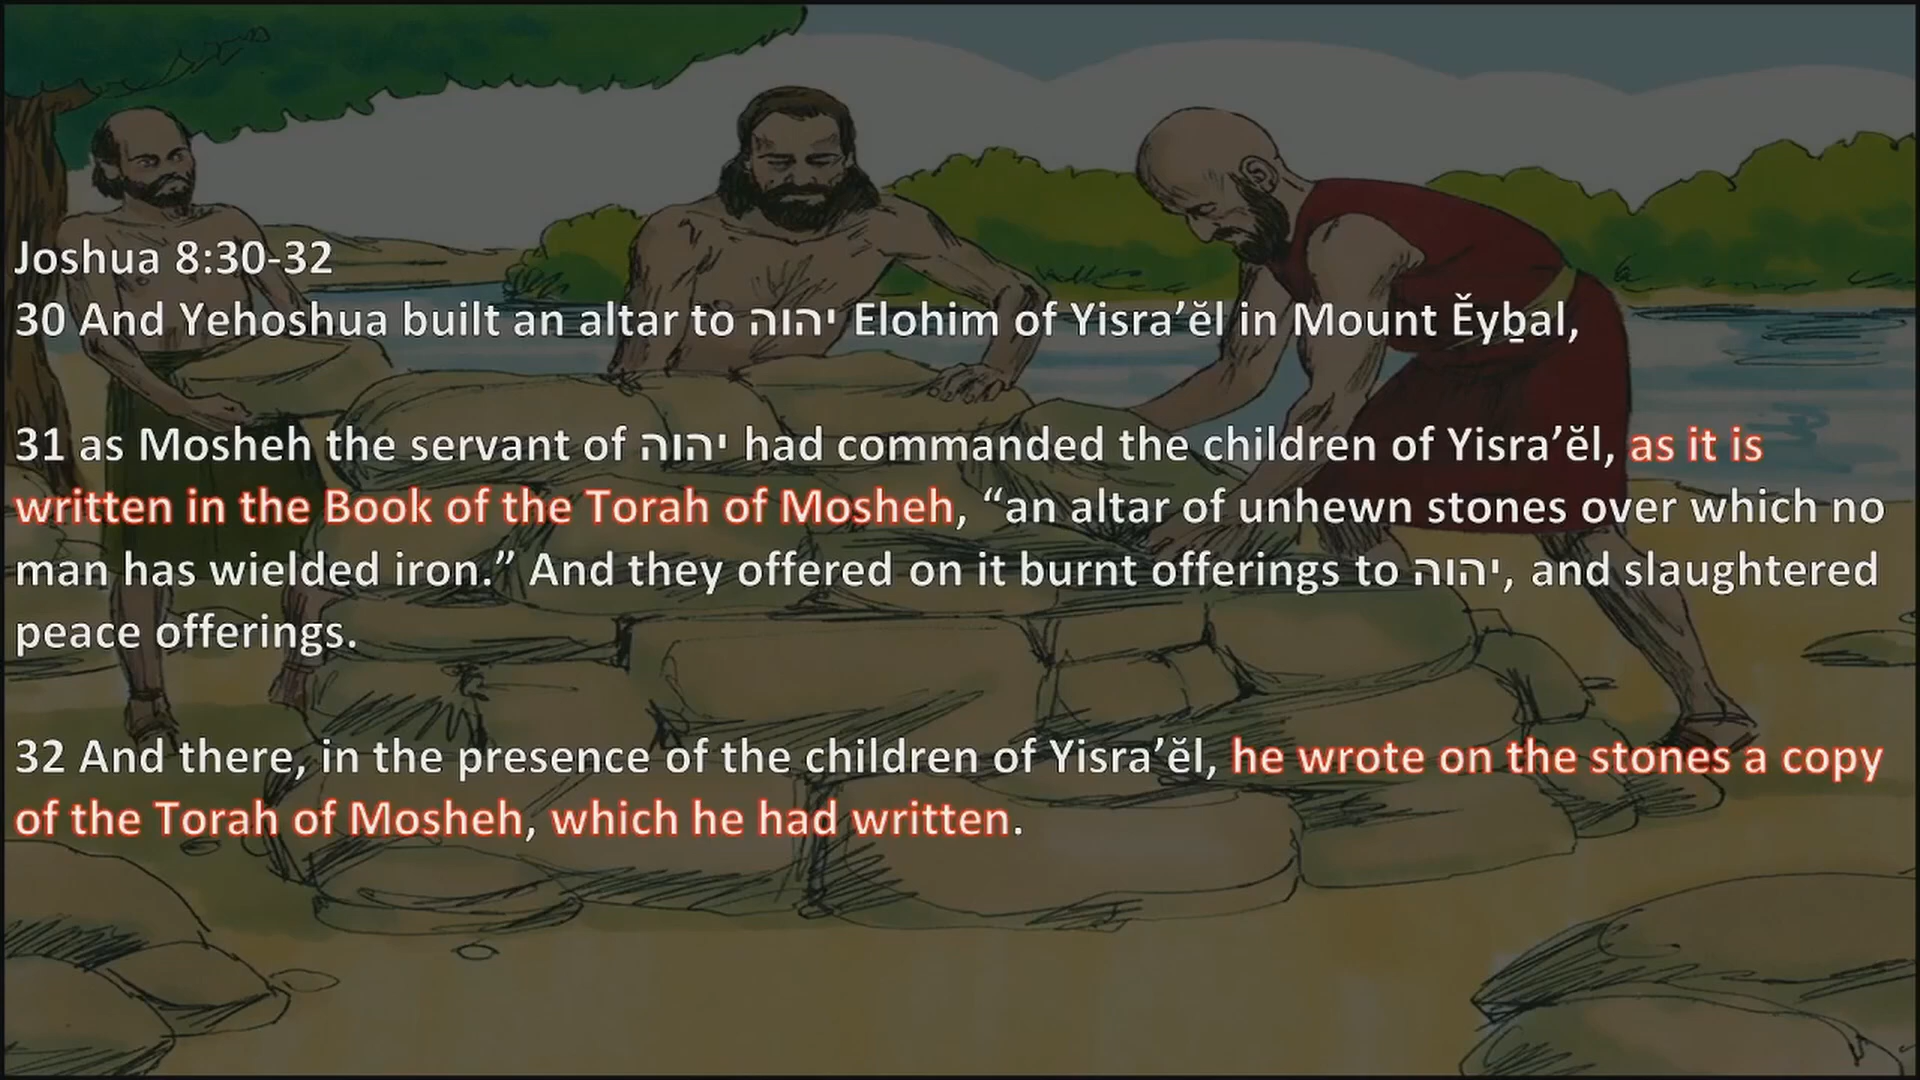 Joshua 8:30-32
30 And Yehoshua built an altar to יהוה Elohim of Yisra’ĕl in Mount Ěyḇal,
31 as Mosheh the servant of יהוה had commanded the children of Yisra’ĕl, as it is
written in the Book of the Torah of Mosheh, “an altar of unhewn stones over which no
man has wielded iron.” And they offered on it burnt offerings to יהוה, and slaughtered
peace offerings.
32 And there, in the presence of the children of Yisra’ĕl, he wrote on the stones a copy
of the Torah of Mosheh, which he had written.